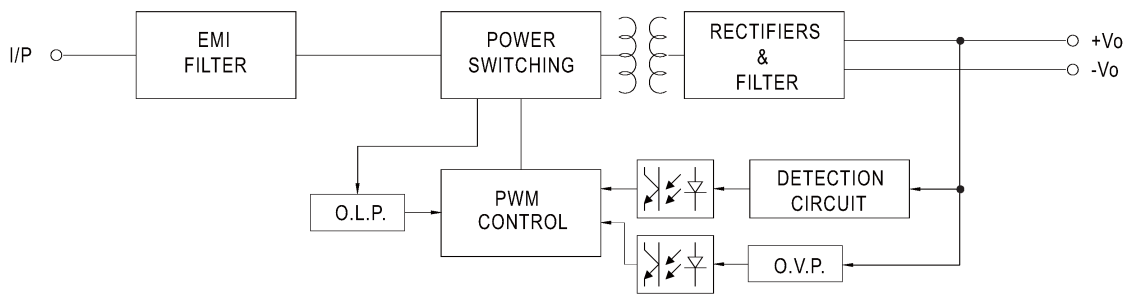 I/P
EMI
FILTER
POWER
SWITCHING
RECTIFIERS
&
FILTER
+Vo
-Vo
O.L.P.
PWM
CONTROL
DETECTION
CIRCUIT
O.V.P.